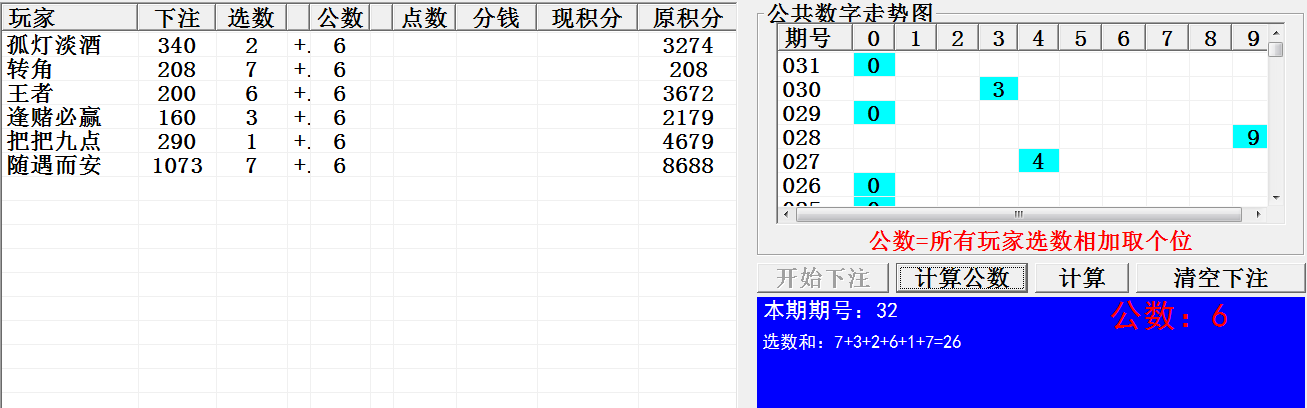 玩家 下注 选数 公数 点数 分钱 现积分 原积分
孤灯淡酒 340 2 +. 6 3274
转角 208 7 +. 6 208
王者 200 6 +. 6 3672
逢赌必赢 160 3 +. 6 2179
把把九点 290 1 +. 6 4679
随遇而安 1073 7 +. 6 8688
公共数字走势图
期号 0 1 2 3 4 5 6 7 8 9
031 0
030 3
029 0
028 9
027 4
026 0
025 0
公数=所有玩家选数相加取个位
开始下注 计算公数 计算 清空下注
本期期号：32 公数：6
选数和：7+3+2+6+1+7=26